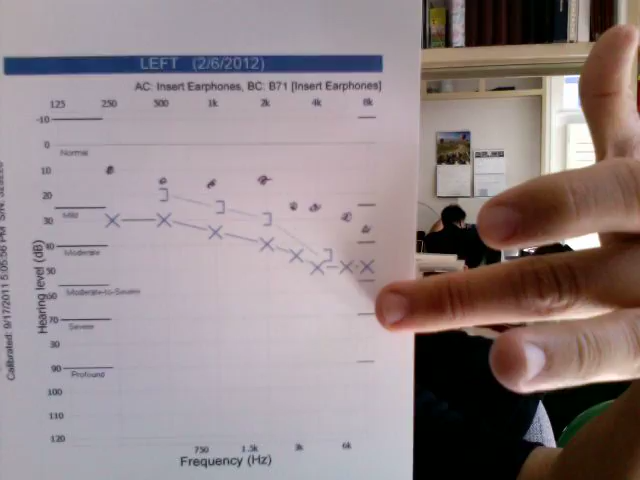 LEFT (2/6/2012)
AC: Insert Earphones, BC: B71 [Insert Earphones]
125 250 500 1k 2k 4k 8k
-10
0
Normal
10
20
30
Mild
40
Moderate
50
Moderate-to-Severe
60
70
Severe
80
90
Profound
100
110
120
750 1.5k 3k 6k
Frequency (Hz)
Hearing level (dB)
Calibrated: 9/17/2011 5:05:56 PM S/N: